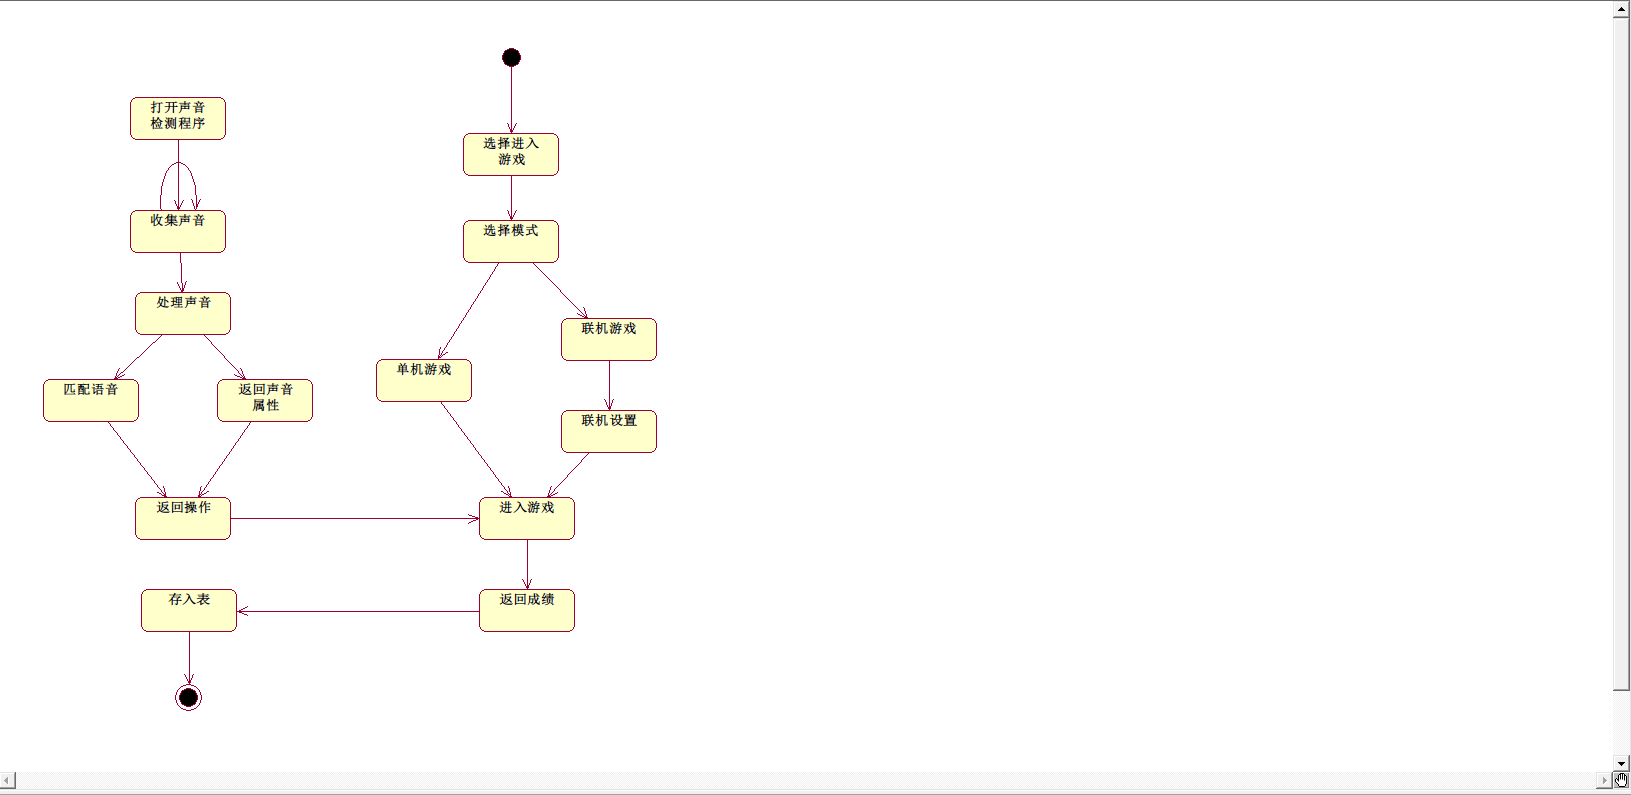 打开声音
检测程序
选择进入
游戏
收集声音
选择模式
处理声音
联机游戏
单机游戏
匹配语音
返回声音
属性
联机设置
返回操作
进入游戏
存入表
返回成绩